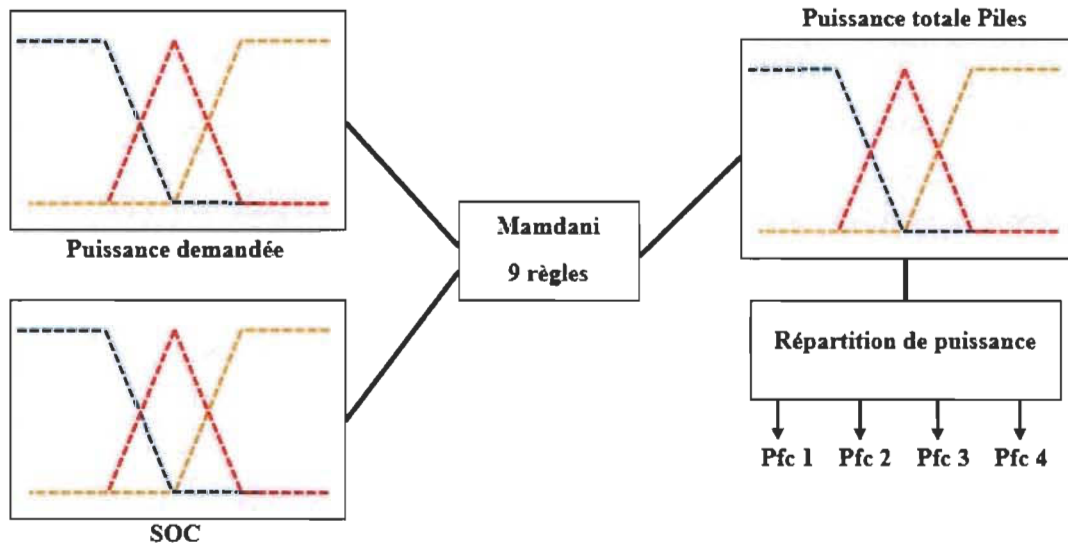 Puissance totale Piles
Puissance demandée
Mamdani
9 règles
Répartition de puissance
Pfc 1
Pfc 2
Pfc 3
Pfc 4
SOC